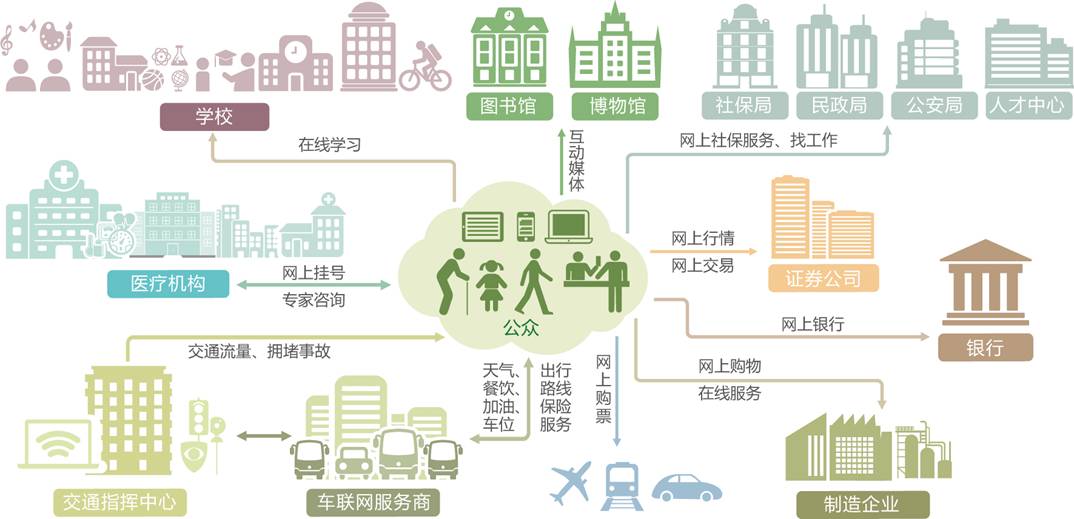 图书馆
博物馆
社保局
民政局
公安局
人才中心
学校
在线学习
互动媒体
网上社保服务、找工作
医疗机构
网上挂号
专家咨询
网上行情
网上交易
证券公司
公众
网上银行
银行
交通流量、拥堵事故
天气、
餐饮、
加油、
车位
出行
路线
保险
服务
网上购票
网上购物
在线服务
交通指挥中心
车联网服务商
制造企业